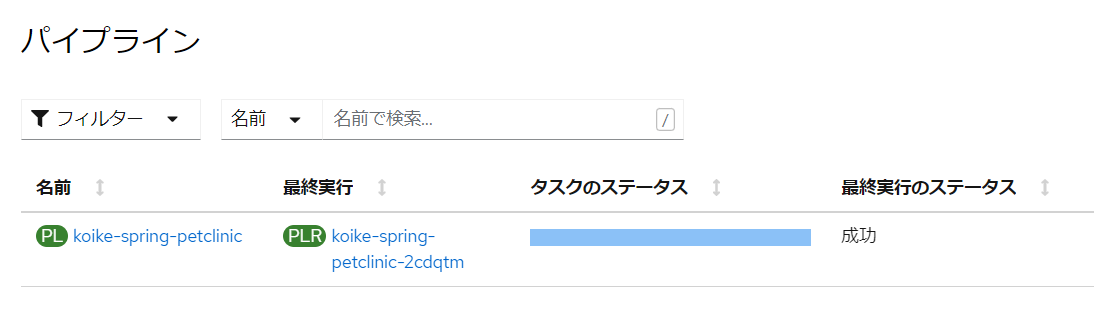 パイプライン
フィルター 名前 名前で検索... /
名前 最終実行 タスクのステータス 最終実行のステータス
PL koike-spring-petclinic PLR koike-spring- 成功
petclinic-2cdqtm